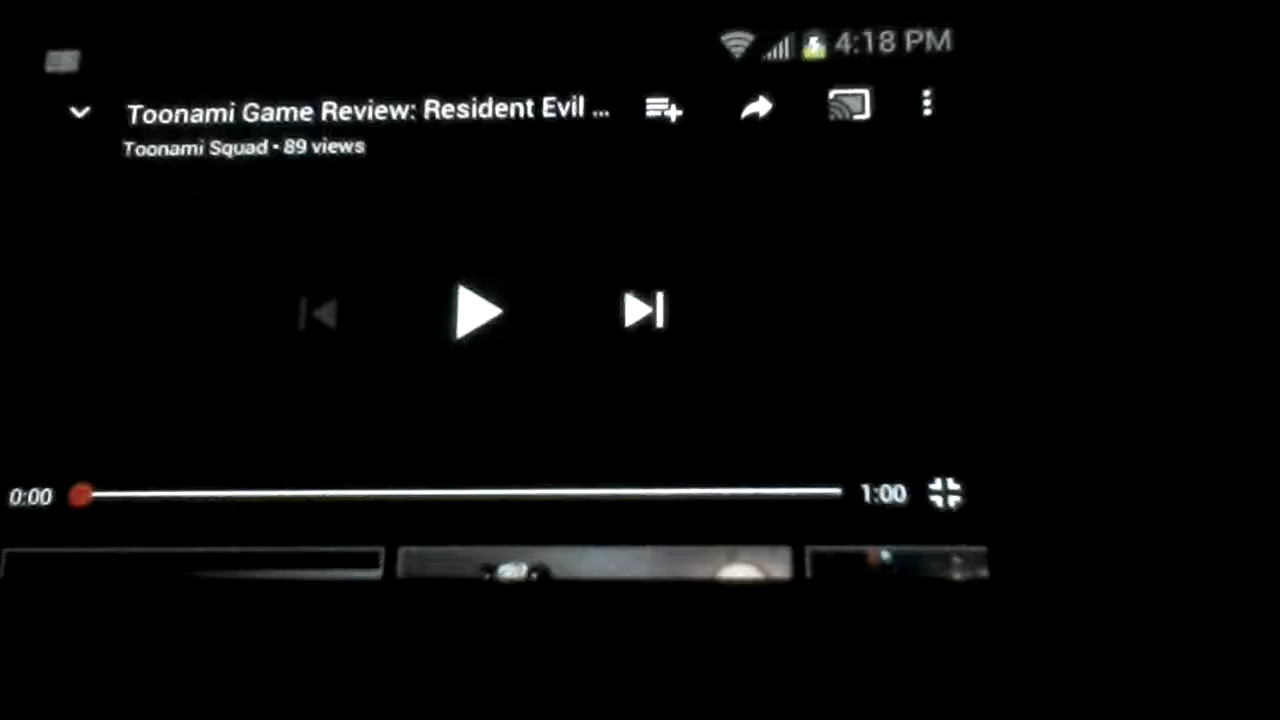 4:18 PM
Toonami Game Review: Resident Evil ...
Toonami Squad • 89 views
0:00
1:00